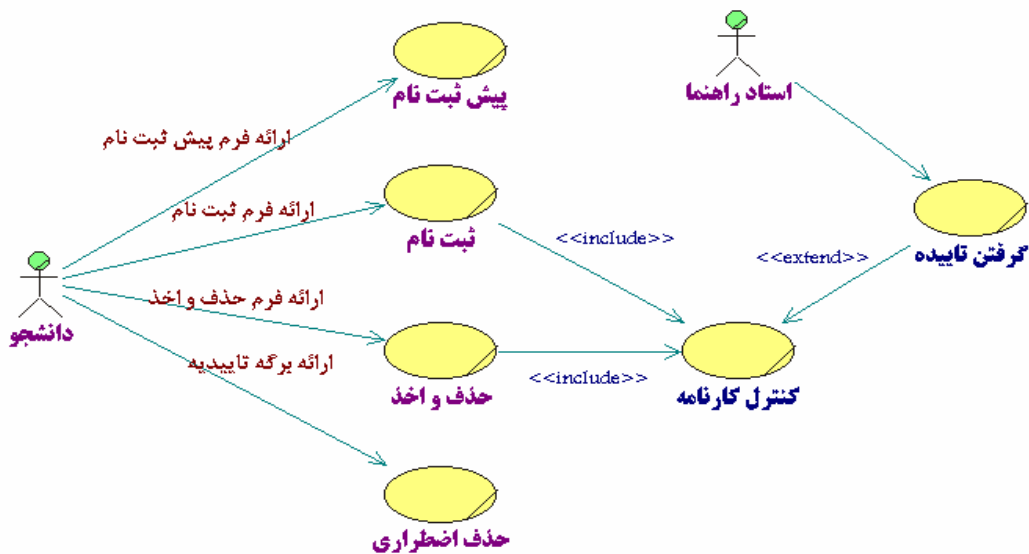 پیش ثبت نام
استاد راهنما
ارائه فرم پیش ثبت نام
ارائه فرم ثبت نام
ثبت نام
<<include>>
<<extend>>
گرفتن تاییده
ارائه فرم حذف و اخذ
دانشجو
ارائه برگه تاییدیه
<<include>>
حذف و اخذ
کنترل کارنامه
حذف اضطراری